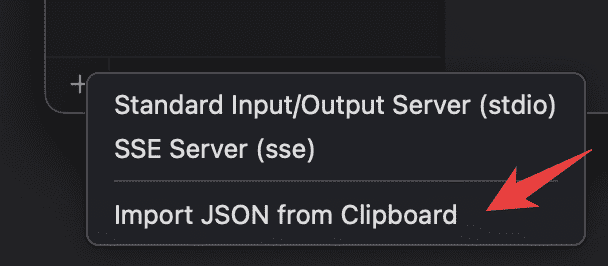 +
Standard Input/Output Server (stdio)
SSE Server (sse)
Import JSON from Clipboard